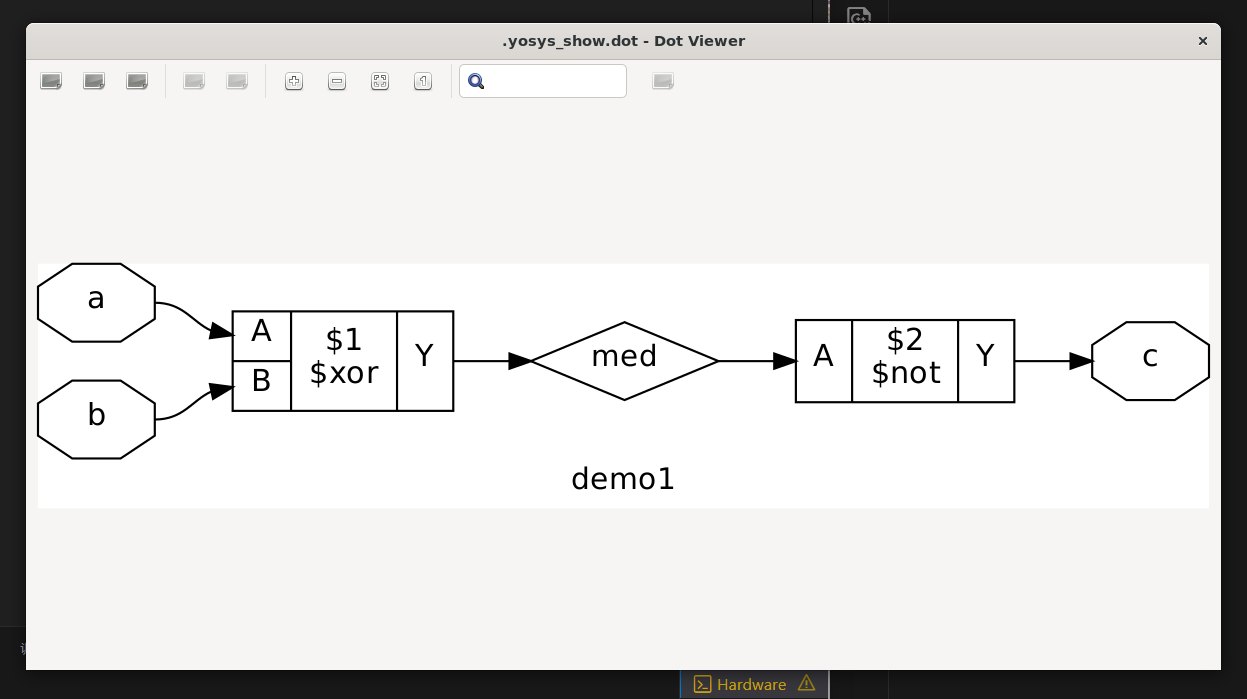 .yosys_show.dot - Dot Viewer
a
b
A
B
$1
$xor
Y
med
A
$2
$not
Y
c
demo1
Hardware